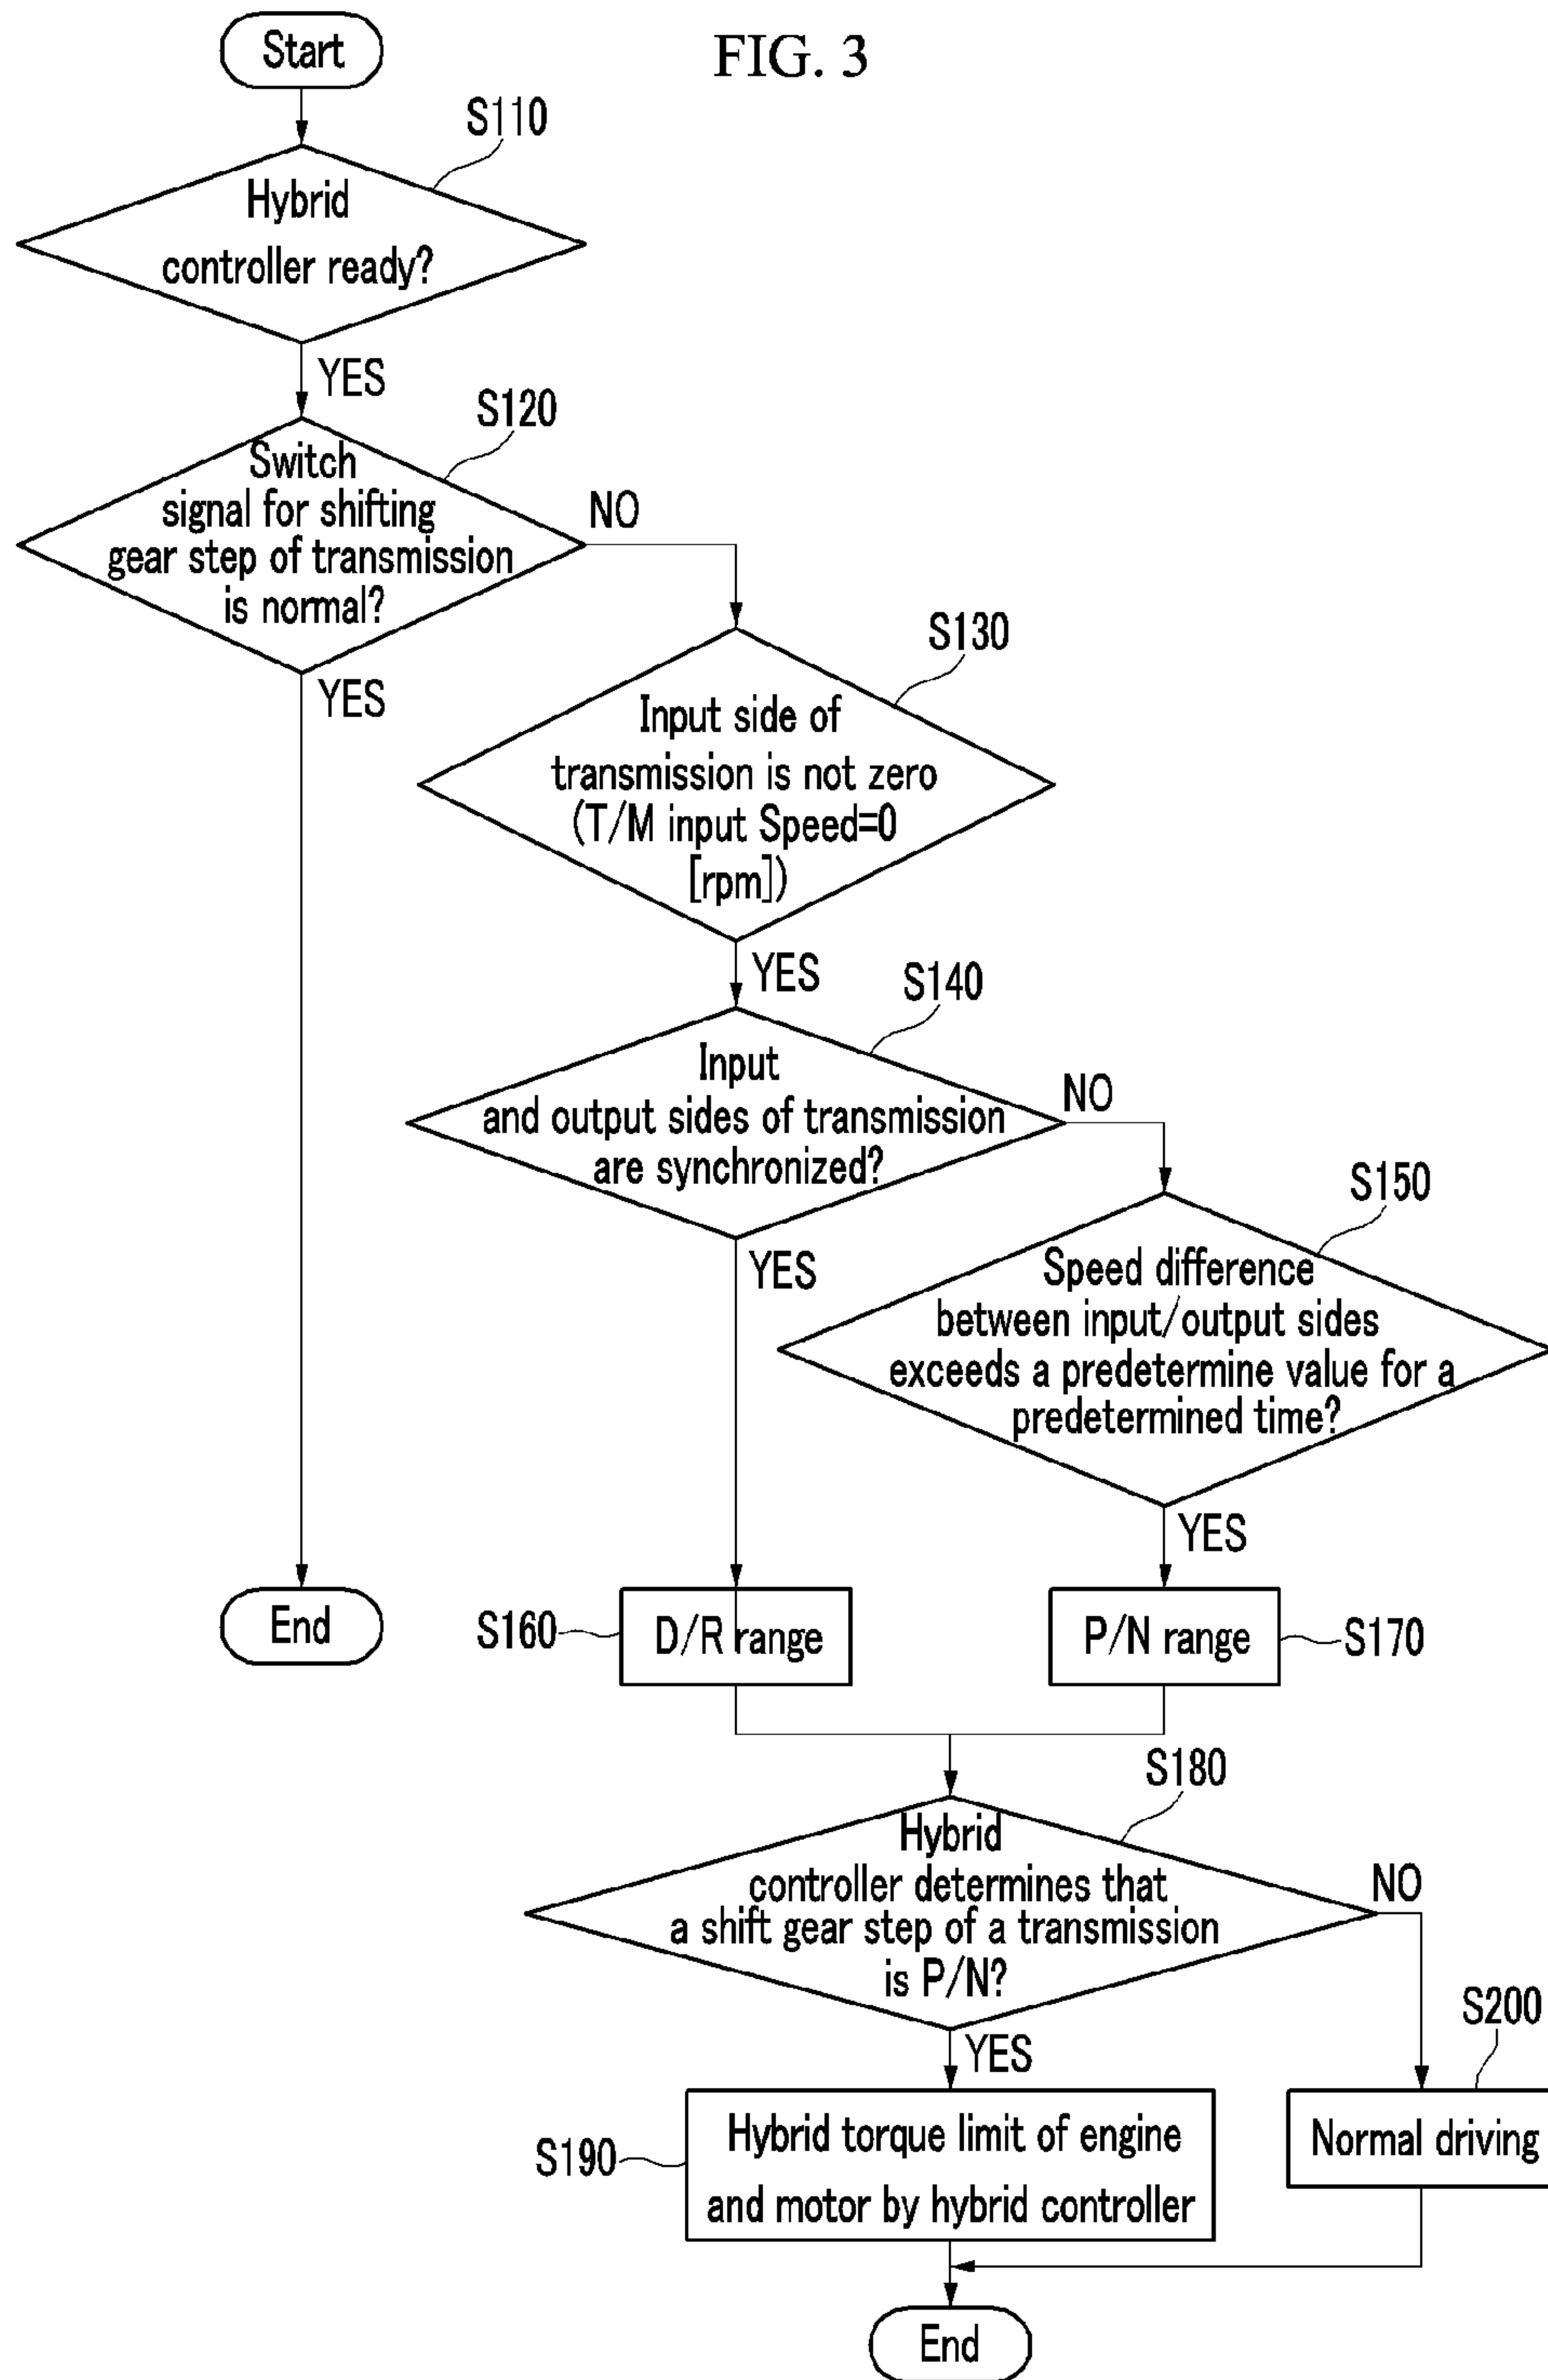 FIG. 3
Start
S110
Hybrid
controller ready?
YES
S120
Switch
signal for shifting
gear step of transmission
is normal?
NO
YES
S130
Input side of
transmission is not zero
(T/M input Speed=0
[rpm])
YES
S140
Input
and output sides of transmission
are synchronized?
NO
YES
S150
Speed difference
between input/output sides
exceeds a predetermine value for a
predetermined time?
YES
End
S160
D/R range
P/N range
S170
S180
Hybrid
controller determines that
a shift gear step of a transmission
is P/N?
NO
YES
S200
S190
Hybrid torque limit of engine
and motor by hybrid controller
Normal driving
End